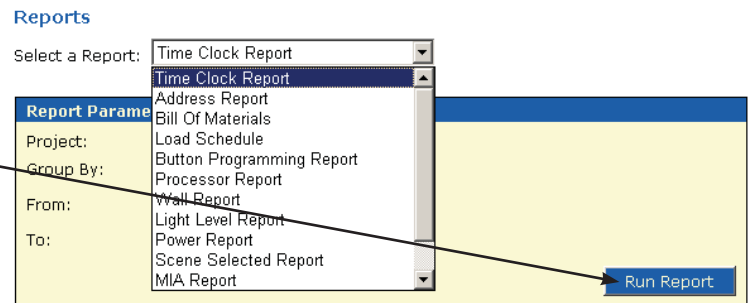 Reports
Select a Report: Time Clock Report
Time Clock Report
Address Report
Report Parame
Bill Of Materials
Project:
Load Schedule
Button Programming Report
Group By:
Processor Report
From:
Wall Report
Light Level Report
To:
Power Report
Scene Selected Report
MIA Report
Run Report